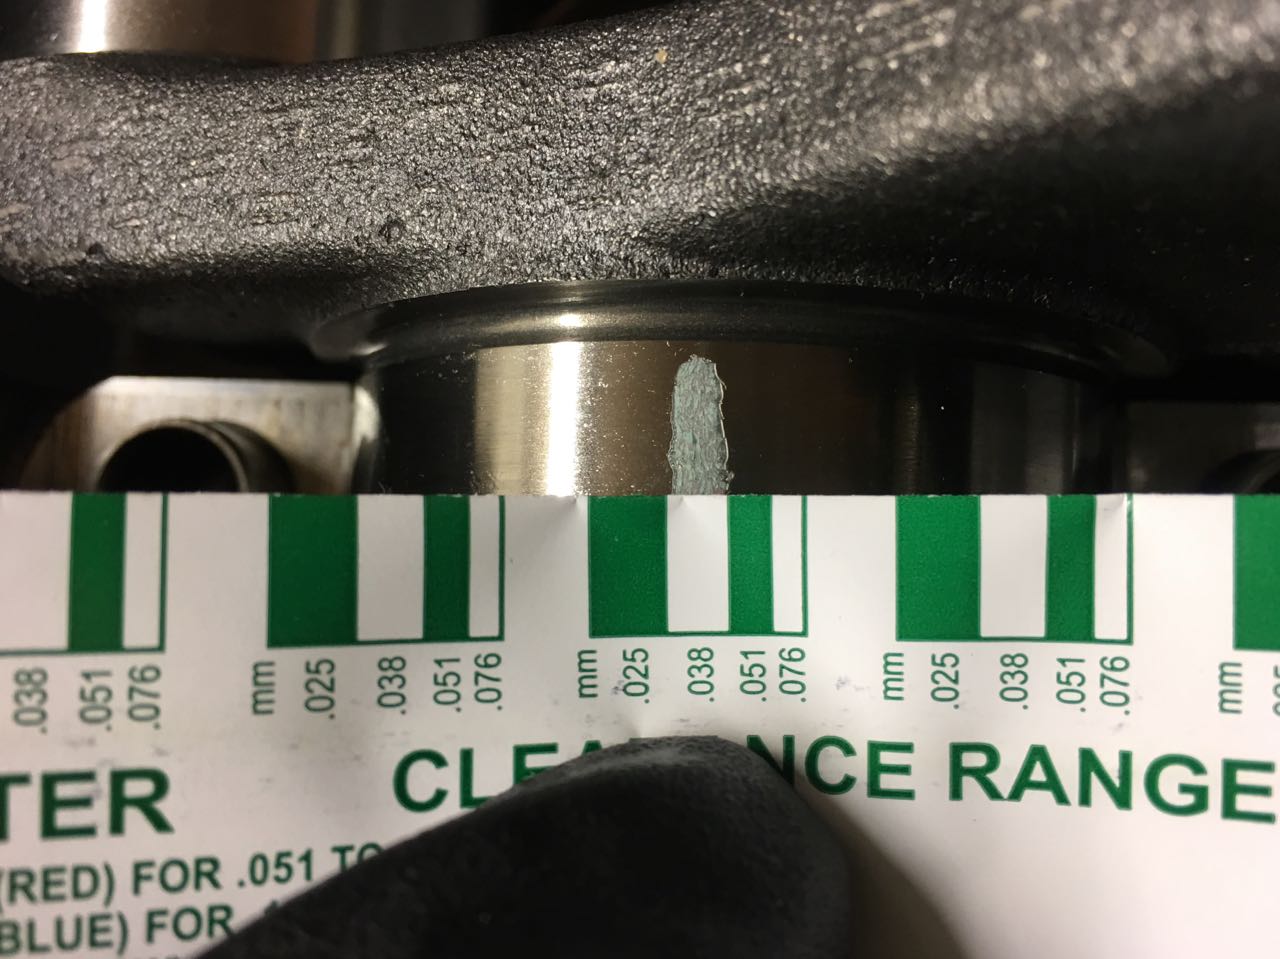 .038 .051 .076 mm .025 .038 .051 .076 mm .025 .038 .051 .076 mm .025 .038 .051 .076 mm
TER CLEA NCE RANGE
(RED) FOR .051 TO
BLUE) FOR